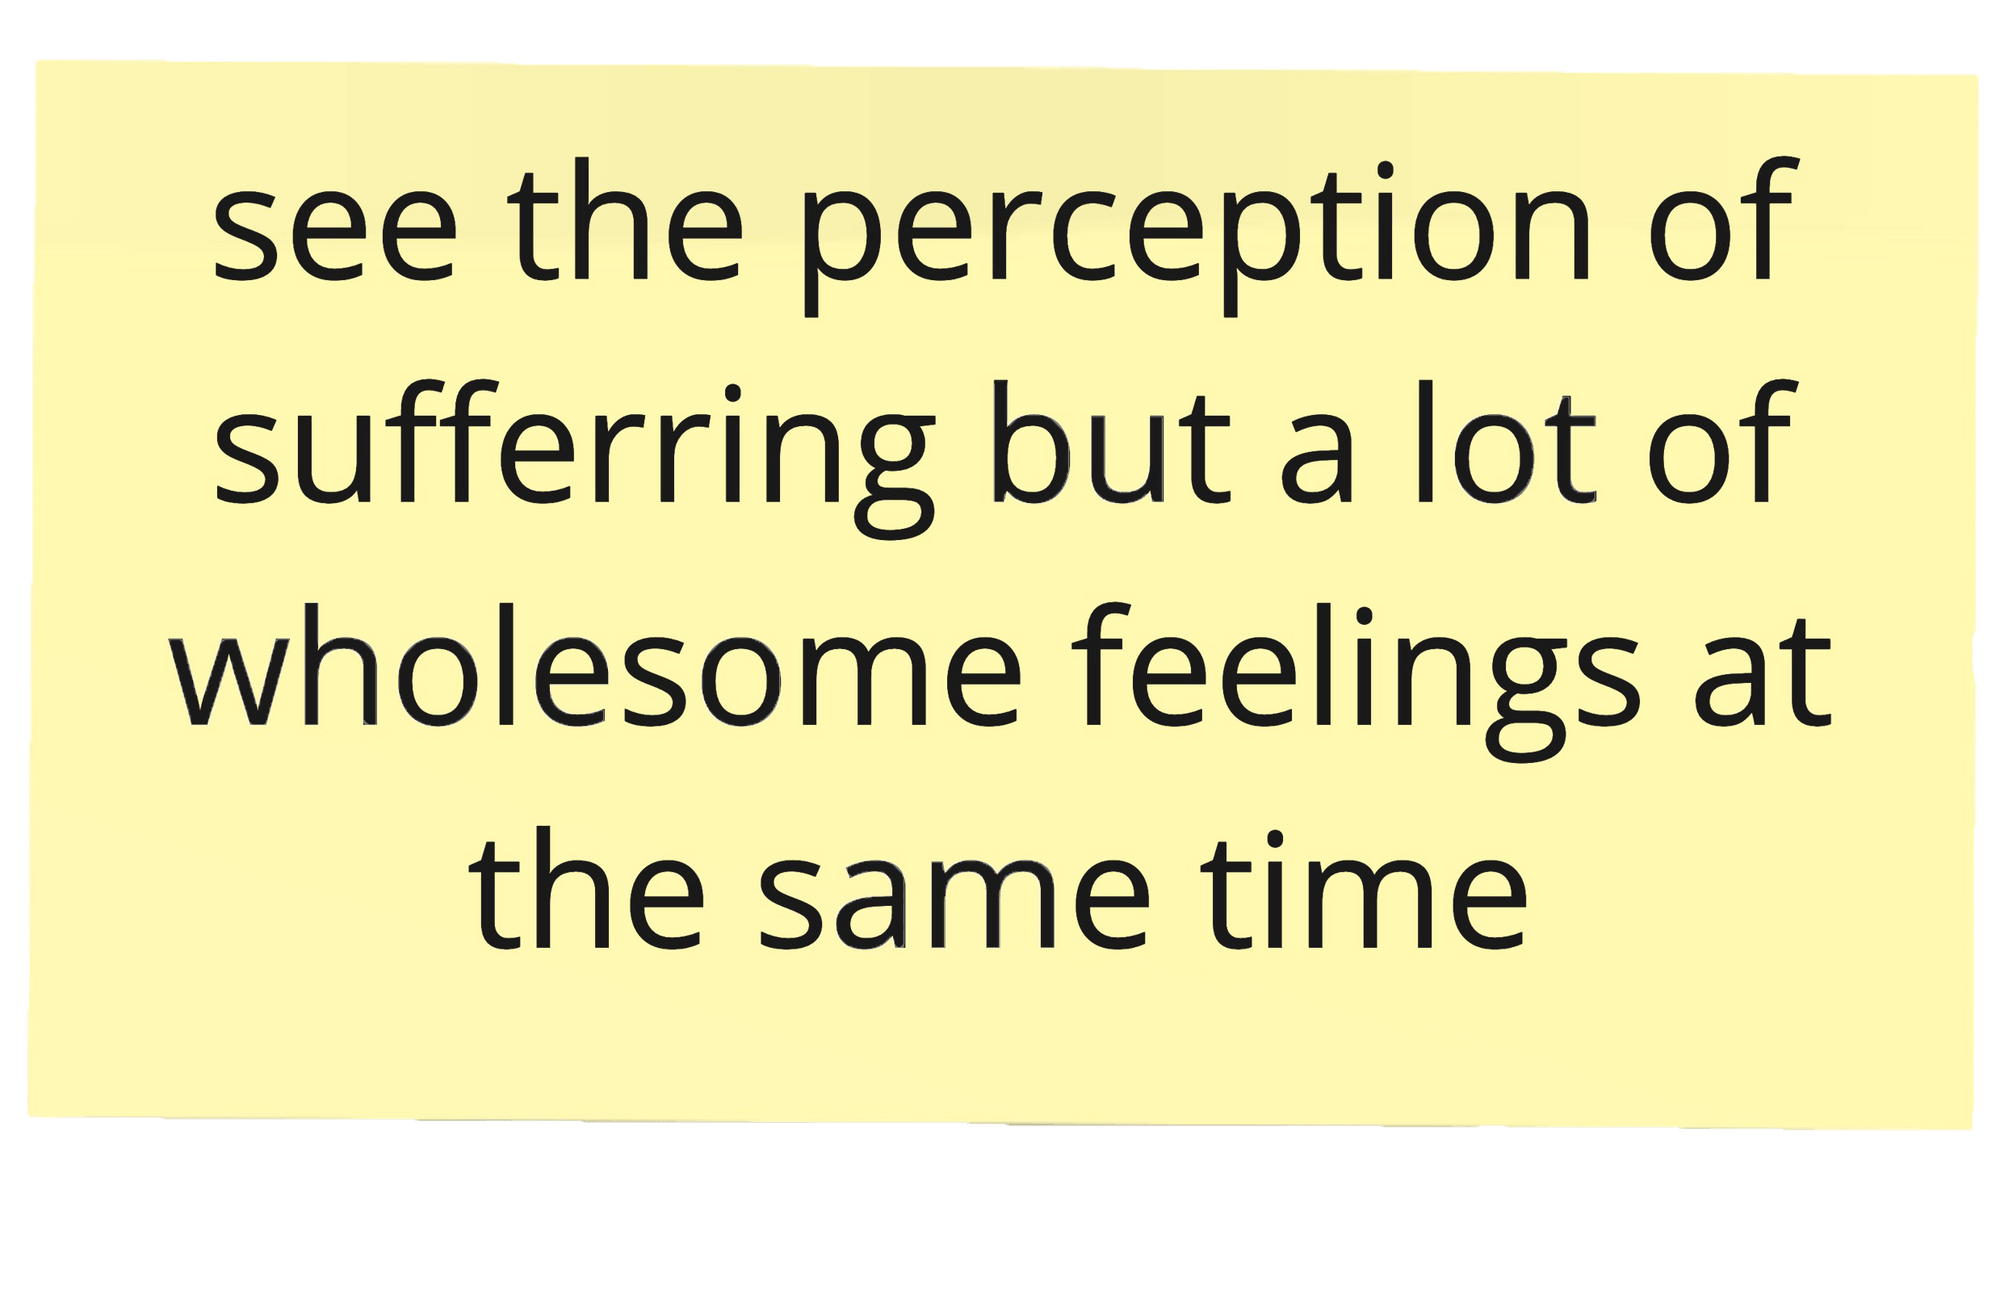 see the perception of
sufferring but a lot of
wholesome feelings at
the same time